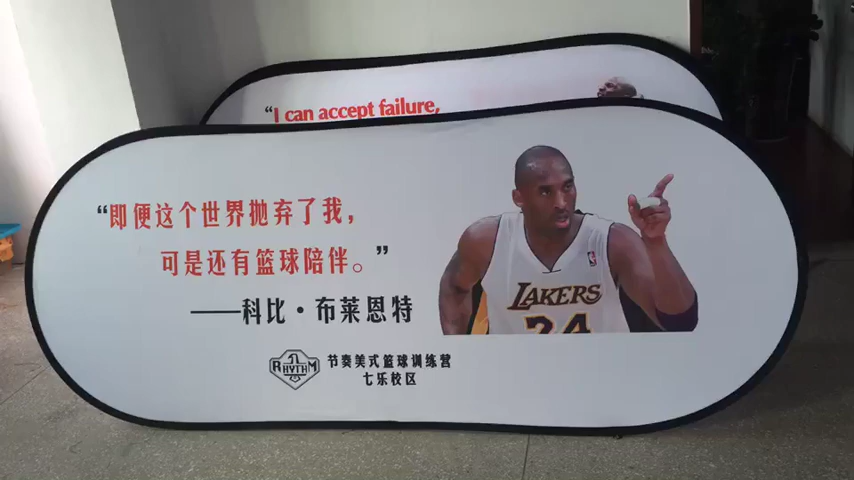 “I can accept failure,
“即便这个世界抛弃了我，
可是还有篮球陪伴。”
——科比·布莱恩特
LAKERS
24
RHYTHM
节奏美式篮球训练营
七乐校区